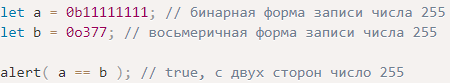 let a = 0b11111111; // бинарная форма записи числа 255
let b = 0o377; // восьмеричная форма записи числа 255
alert( a == b ); // true, с двух сторон число 255